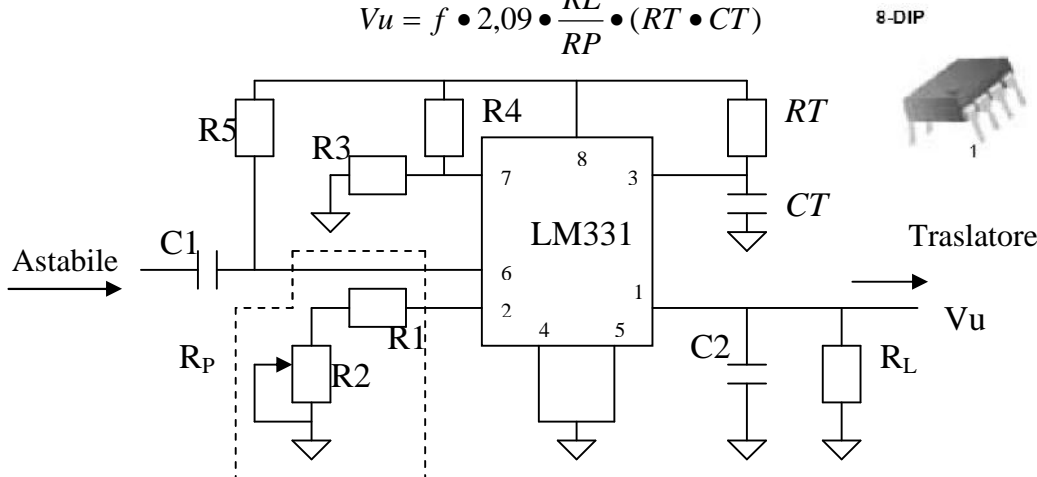 Vu = f • 2,09 • RL/RP • (RT • CT)
8-DIP
1
R5
R4
RT
R3
8
7
3
CT
LM331
C1
Astabile
Traslatore
6
1
2
Vu
R1
4
5
C2
RP
R2
RL